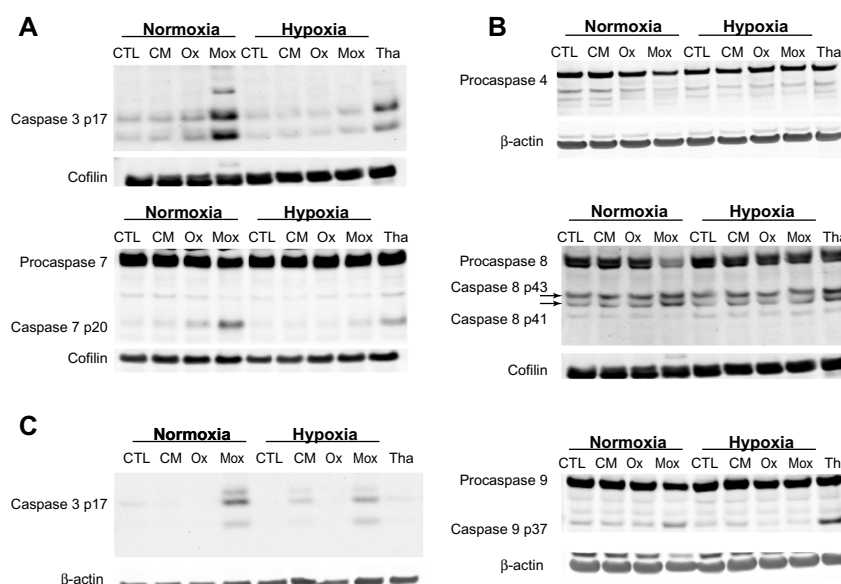 A
Normoxia Hypoxia
CTL CM Ox Mox CTL CM Ox Mox Tha
Caspase 3 p17
Cofilin
Normoxia Hypoxia
CTL CM Ox Mox CTL CM Ox Mox Tha
Procaspase 7
Caspase 7 p20
Cofilin
B
Normoxia Hypoxia
CTL CM Ox Mox CTL CM Ox Mox Tha
Procaspase 4
β-actin
Normoxia Hypoxia
CTL CM Ox Mox CTL CM Ox Mox Tha
Procaspase 8
Caspase 8 p43
Caspase 8 p41
Cofilin
Normoxia Hypoxia
CTL CM Ox Mox CTL CM Ox Mox Tha
Procaspase 9
Caspase 9 p37
β-actin
C
Normoxia Hypoxia
CTL CM Ox Mox CTL CM Ox Mox Tha
Caspase 3 p17
β-actin